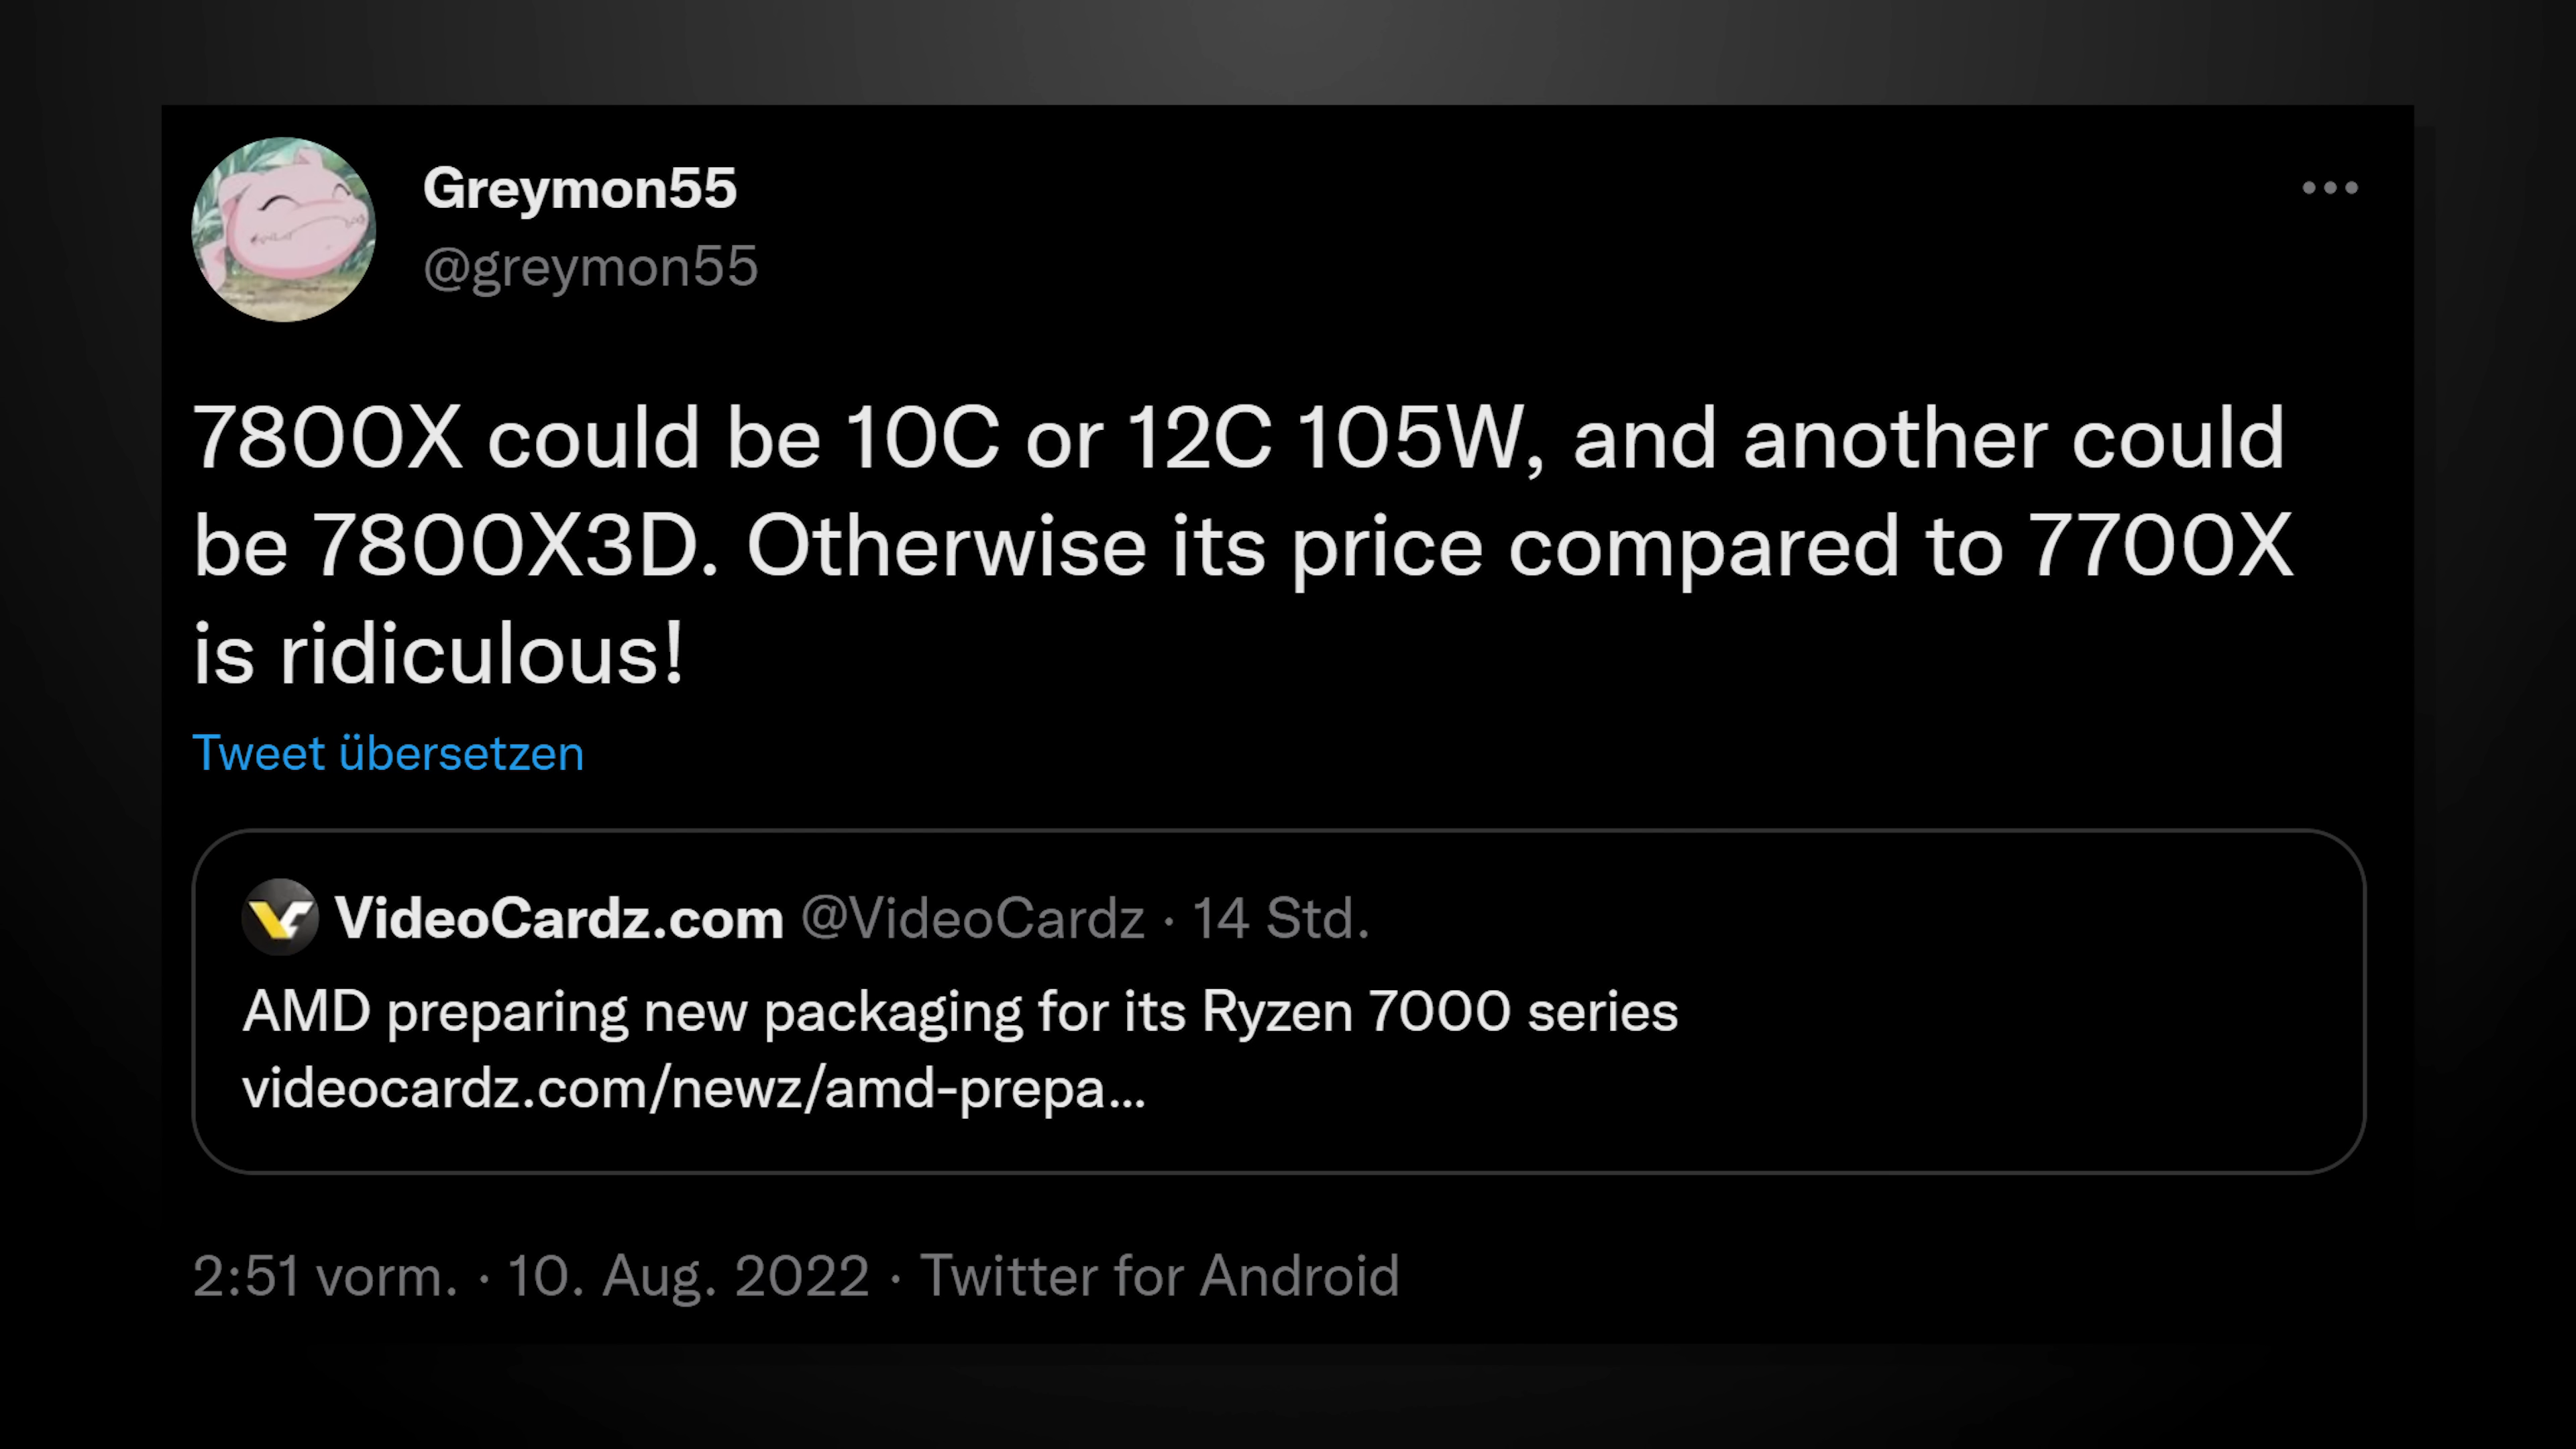 Greymon55
@greymon55
7800X could be 10C or 12C 105W, and another could
be 7800X3D. Otherwise its price compared to 7700X
is ridiculous!
Tweet übersetzen
VideoCardz.com @VideoCardz · 14 Std.
AMD preparing new packaging for its Ryzen 7000 series
videocardz.com/newz/amd-prepa...
2:51 vorm. · 10. Aug. 2022 · Twitter for Android